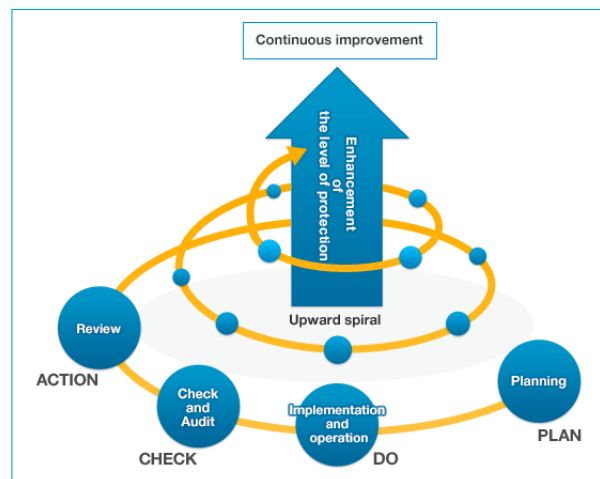 Continuous improvement
Enhancement
of
the level of protection
Upward spiral
Review
ACTION
Check
and
Audit
CHECK
Implementation
and
operation
DO
Planning
PLAN